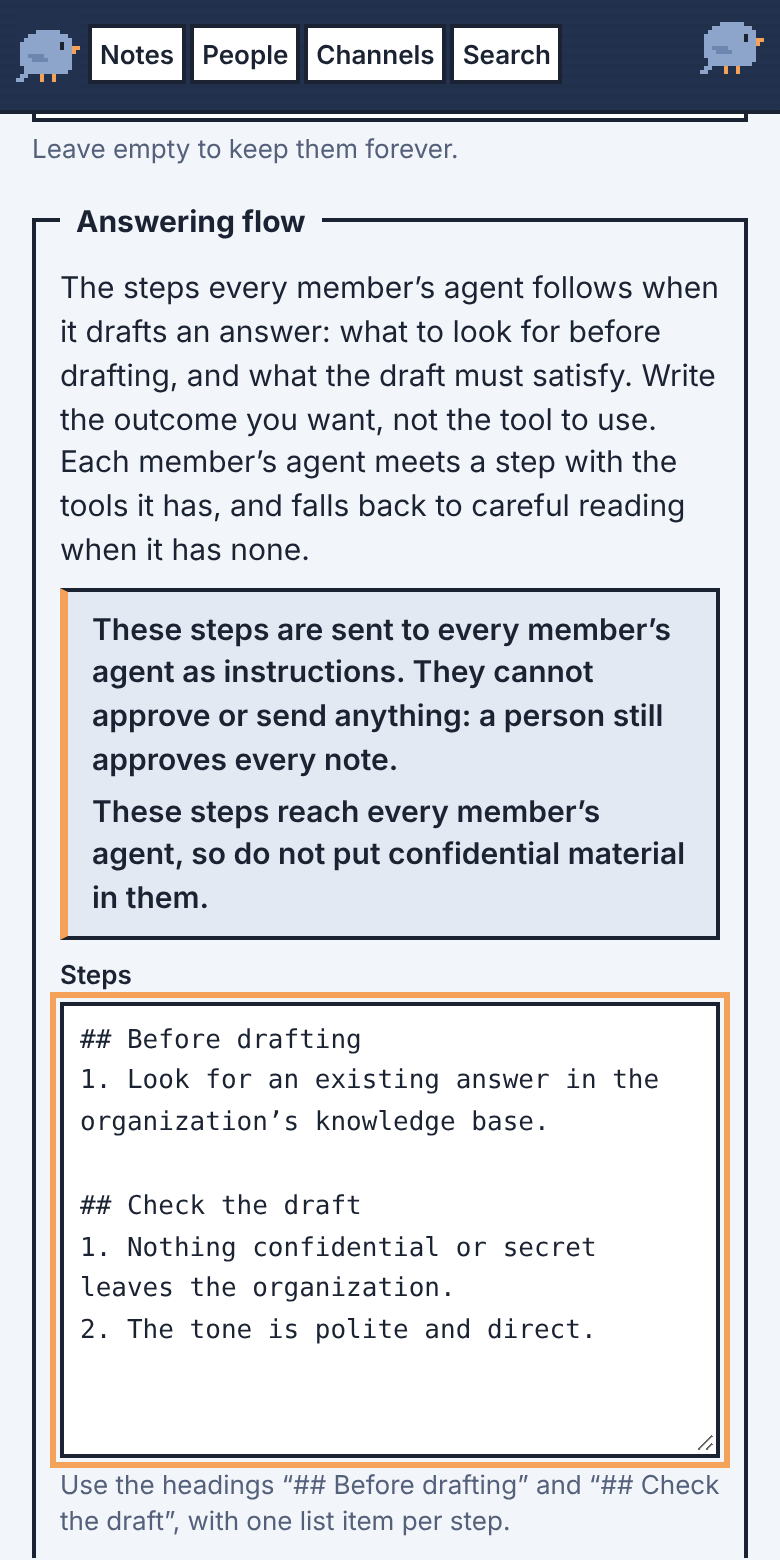 Notes People Channels Search
Leave empty to keep them forever.
Answering flow
The steps every member’s agent follows when
it drafts an answer: what to look for before
drafting, and what the draft must satisfy. Write
the outcome you want, not the tool to use.
Each member’s agent meets a step with the
tools it has, and falls back to careful reading
when it has none.
These steps are sent to every member’s
agent as instructions. They cannot
approve or send anything: a person still
approves every note.
These steps reach every member’s
agent, so do not put confidential material
in them.
Steps
## Before drafting
1. Look for an existing answer in the
organization’s knowledge base.
## Check the draft
1. Nothing confidential or secret
leaves the organization.
2. The tone is polite and direct.
Use the headings “## Before drafting” and “## Check
the draft”, with one list item per step.